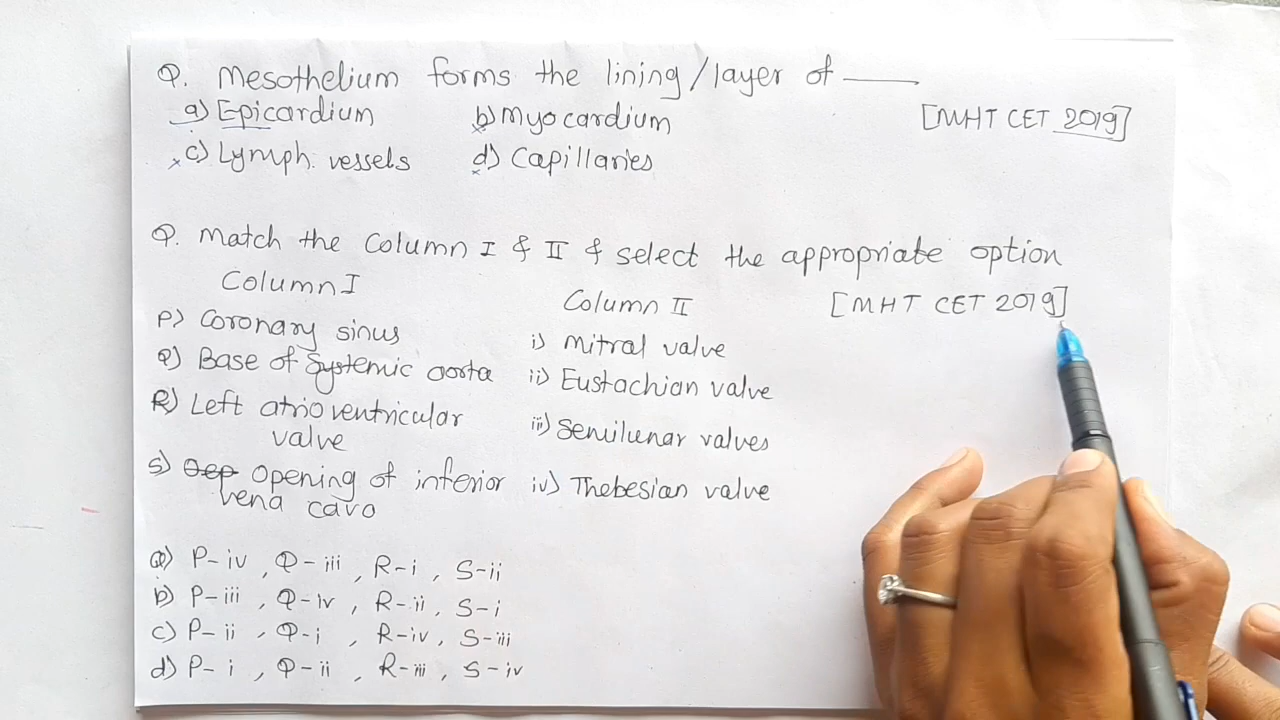 Q. Mesothelium forms the lining/layer of ____
a) Epicardium b) Myocardium [MHT CET 2019]
c) Lymph. vessels d) Capillaries
Q. Match the Column I & II & select the appropriate option
Column I Column II [MHT CET 2019]
P) Coronary sinus i) Mitral valve
Q) Base of Systemic aorta ii) Eustachian valve
R) Left atrioventricular iii) Semilunar valves
valve
S) Opening of inferior iv) Thebesian valve
vena cava
a) P-iv, Q-iii, R-i, S-ii
b) P-iii, Q-iv, R-ii, S-i
c) P-ii, Q-i, R-iv, S-iii
d) P-i, Q-ii, R-iii, S-iv